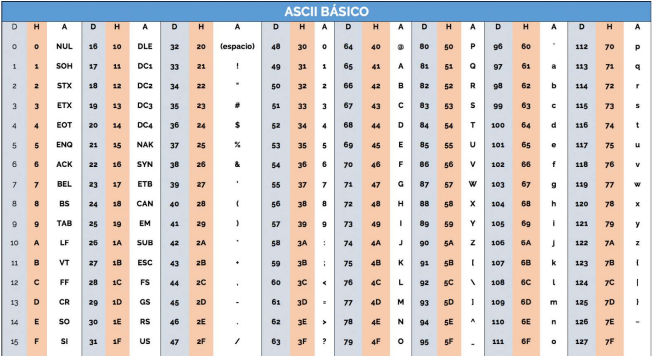 ASCII BÁSICO
D H A D H A D H A D H A D H A D H A D H A D H A
0 0 NUL 16 10 DLE 32 20 (espacio) 48 30 0 64 40 @ 80 50 P 96 60 ` 112 70 p
1 1 SOH 17 11 DC1 33 21 ! 49 31 1 65 41 A 81 51 Q 97 61 a 113 71 q
2 2 STX 18 12 DC2 34 22 " 50 32 2 66 42 B 82 52 R 98 62 b 114 72 r
3 3 ETX 19 13 DC3 35 23 # 51 33 3 67 43 C 83 53 S 99 63 c 115 73 s
4 4 EOT 20 14 DC4 36 24 $ 52 34 4 68 44 D 84 54 T 100 64 d 116 74 t
5 5 ENQ 21 15 NAK 37 25 % 53 35 5 69 45 E 85 55 U 101 65 e 117 75 u
6 6 ACK 22 16 SYN 38 26 & 54 36 6 70 46 F 86 56 V 102 66 f 118 76 v
7 7 BEL 23 17 ETB 39 27 ' 55 37 7 71 47 G 87 57 W 103 67 g 119 77 w
8 8 BS 24 18 CAN 40 28 ( 56 38 8 72 48 H 88 58 X 104 68 h 120 78 x
9 9 TAB 25 19 EM 41 29 ) 57 39 9 73 49 I 89 59 Y 105 69 i 121 79 y
10 A LF 26 1A SUB 42 2A * 58 3A : 74 4A J 90 5A Z 106 6A j 122 7A z
11 B VT 27 1B ESC 43 2B + 59 3B ; 75 4B K 91 5B [ 107 6B k 123 7B {
12 C FF 28 1C FS 44 2C , 60 3C < 76 4C L 92 5C \ 108 6C l 124 7C |
13 D CR 29 1D GS 45 2D - 61 3D = 77 4D M 93 5D ] 109 6D m 125 7D }
14 E SO 30 1E RS 46 2E . 62 3E > 78 4E N 94 5E ^ 110 6E n 126 7E ~
15 F SI 31 1F US 47 2F / 63 3F ? 79 4F O 95 5F _ 111 6F o 127 7F